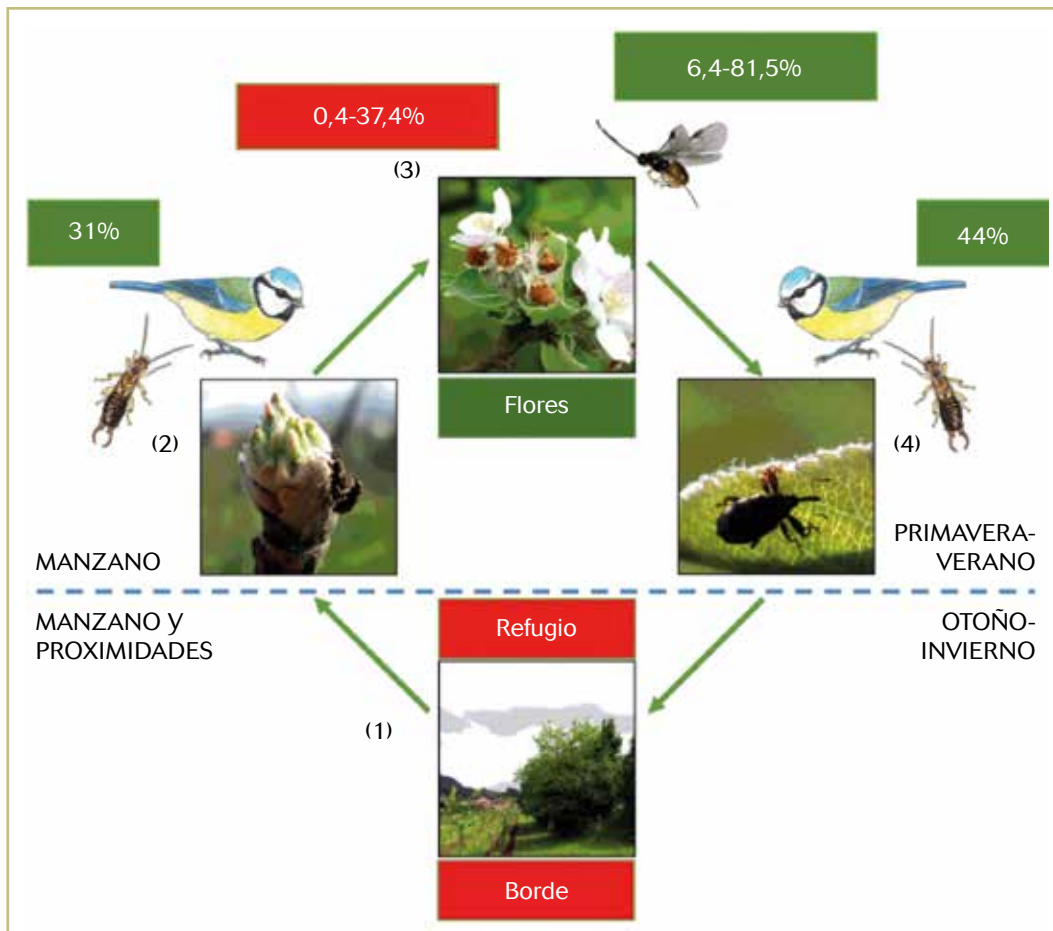 6,4-81,5%
0,4-37,4%
(3)
31%
44%
Flores
(2)
(4)
MANZANO
PRIMAVERA-
VERANO
MANZANO Y
PROXIMIDADES
Refugio
OTOÑO-
INVIERNO
(1)
Borde